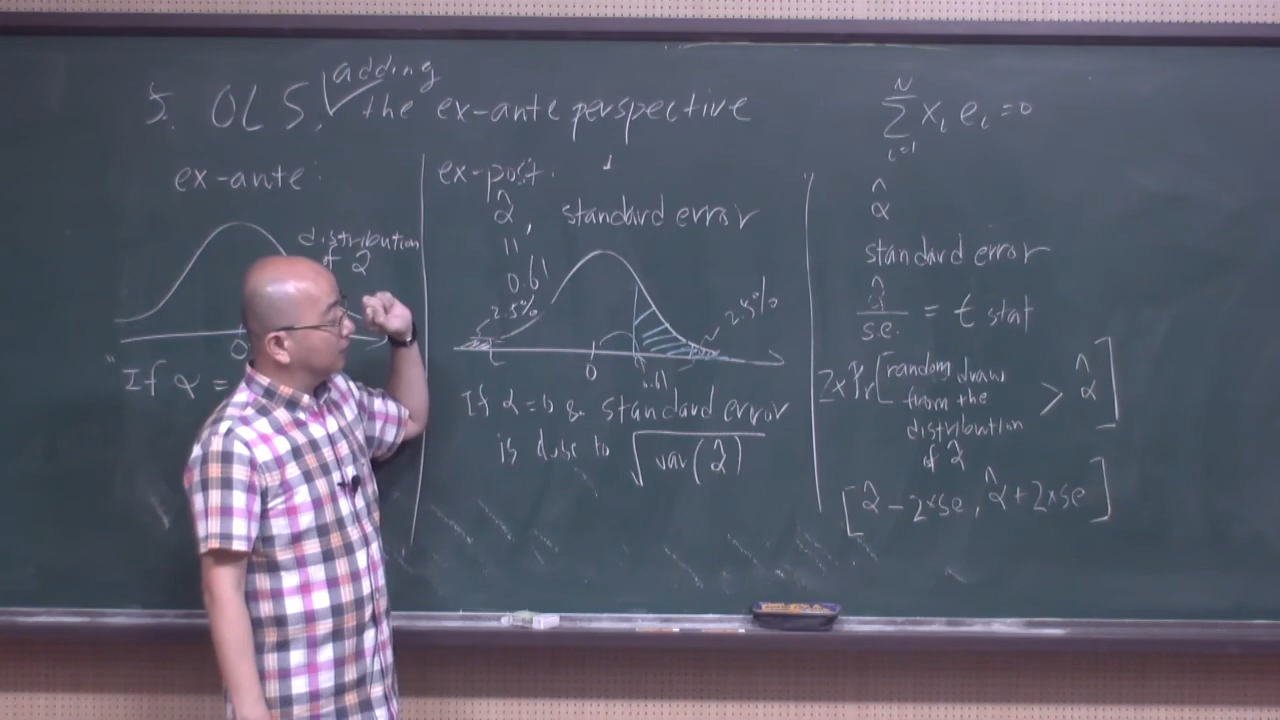 5. OLS. adding
the ex-ante perspective
ex-ante:
distribution
of α̂
0
"If α =
ex-post:
α̂, standard error
11
0.61
2.5%
2.5%
0
0.61
If α=0 & standard error
is close to √var(α̂)
N
∑ xᵢ eᵢ = 0
i=1
α̂
standard error
α̂
s.e. = t stat
2×Pr[random draw
from the
distribution
of α̂ > α̂]
[α̂ - 2×se, α̂ + 2×se]